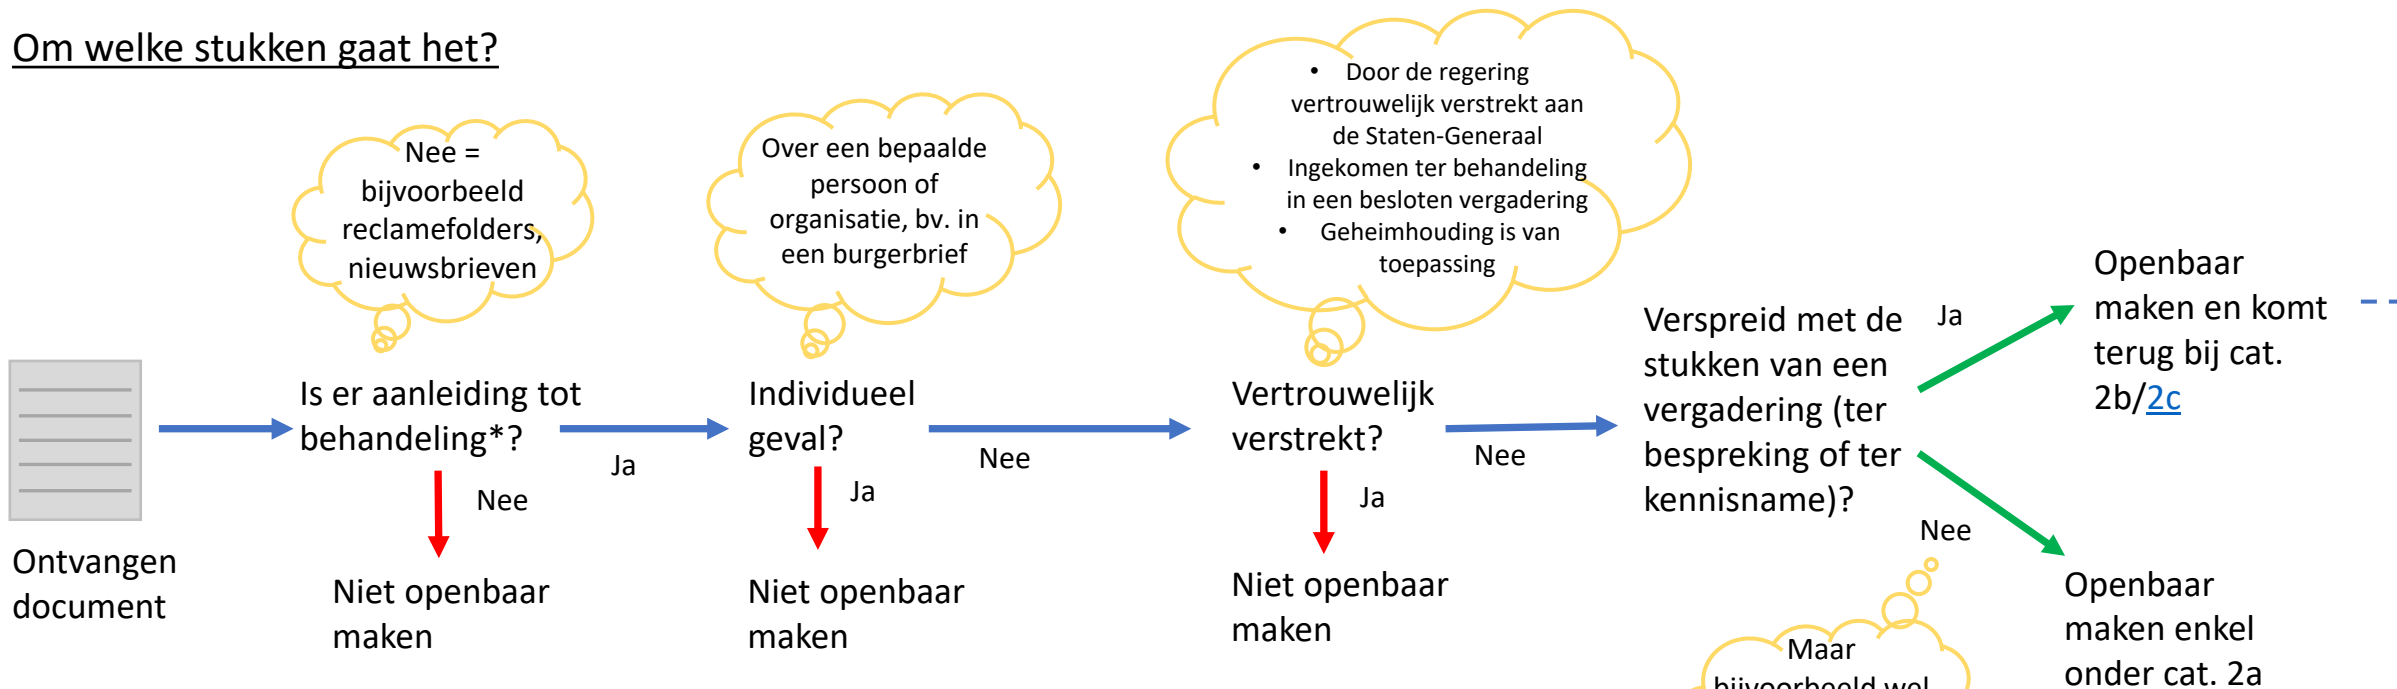 Om welke stukken gaat het?
Nee =
bijvoorbeeld
reclamefolders,
nieuwsbrieven
Over een bepaalde
persoon of
organisatie, bv. in
een burgerbrief
• Door de regering
vertrouwelijk verstrekt aan
de Staten-Generaal
• Ingekomen ter behandeling
in een besloten vergadering
• Geheimhouding is van
toepassing
Ontvangen
document
Is er aanleiding tot
behandeling*?
Ja
Nee
Niet openbaar
maken
Individueel
geval?
Nee
Ja
Niet openbaar
maken
Vertrouwelijk
verstrekt?
Nee
Ja
Niet openbaar
maken
Verspreid met de
stukken van een
vergadering (ter
bespreking of ter
kennisname)?
Ja
Openbaar
maken en komt
terug bij cat.
2b/2c
Nee
Openbaar
maken enkel
onder cat. 2a
Maar
bijvoorbeeld wel